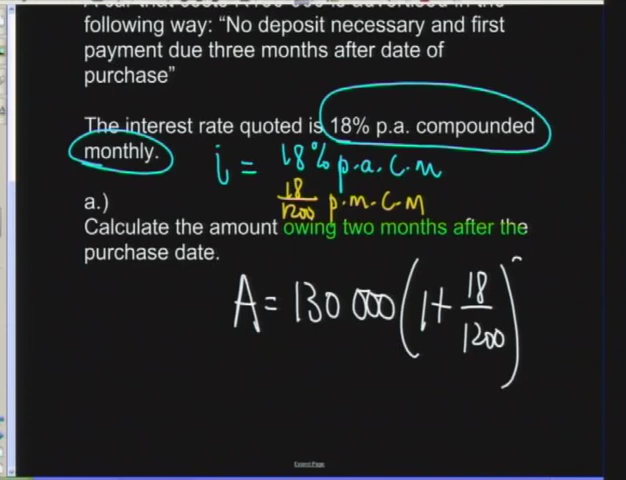 following way: “No deposit necessary and first
payment due three months after date of
purchase”
The interest rate quoted is 18% p.a. compounded
monthly.
i = 18% p.a. C.M
18/1200 p.m. C.M
a.)
Calculate the amount owing two months after the
purchase date.
A = 130 000 (1 + 18/1200)